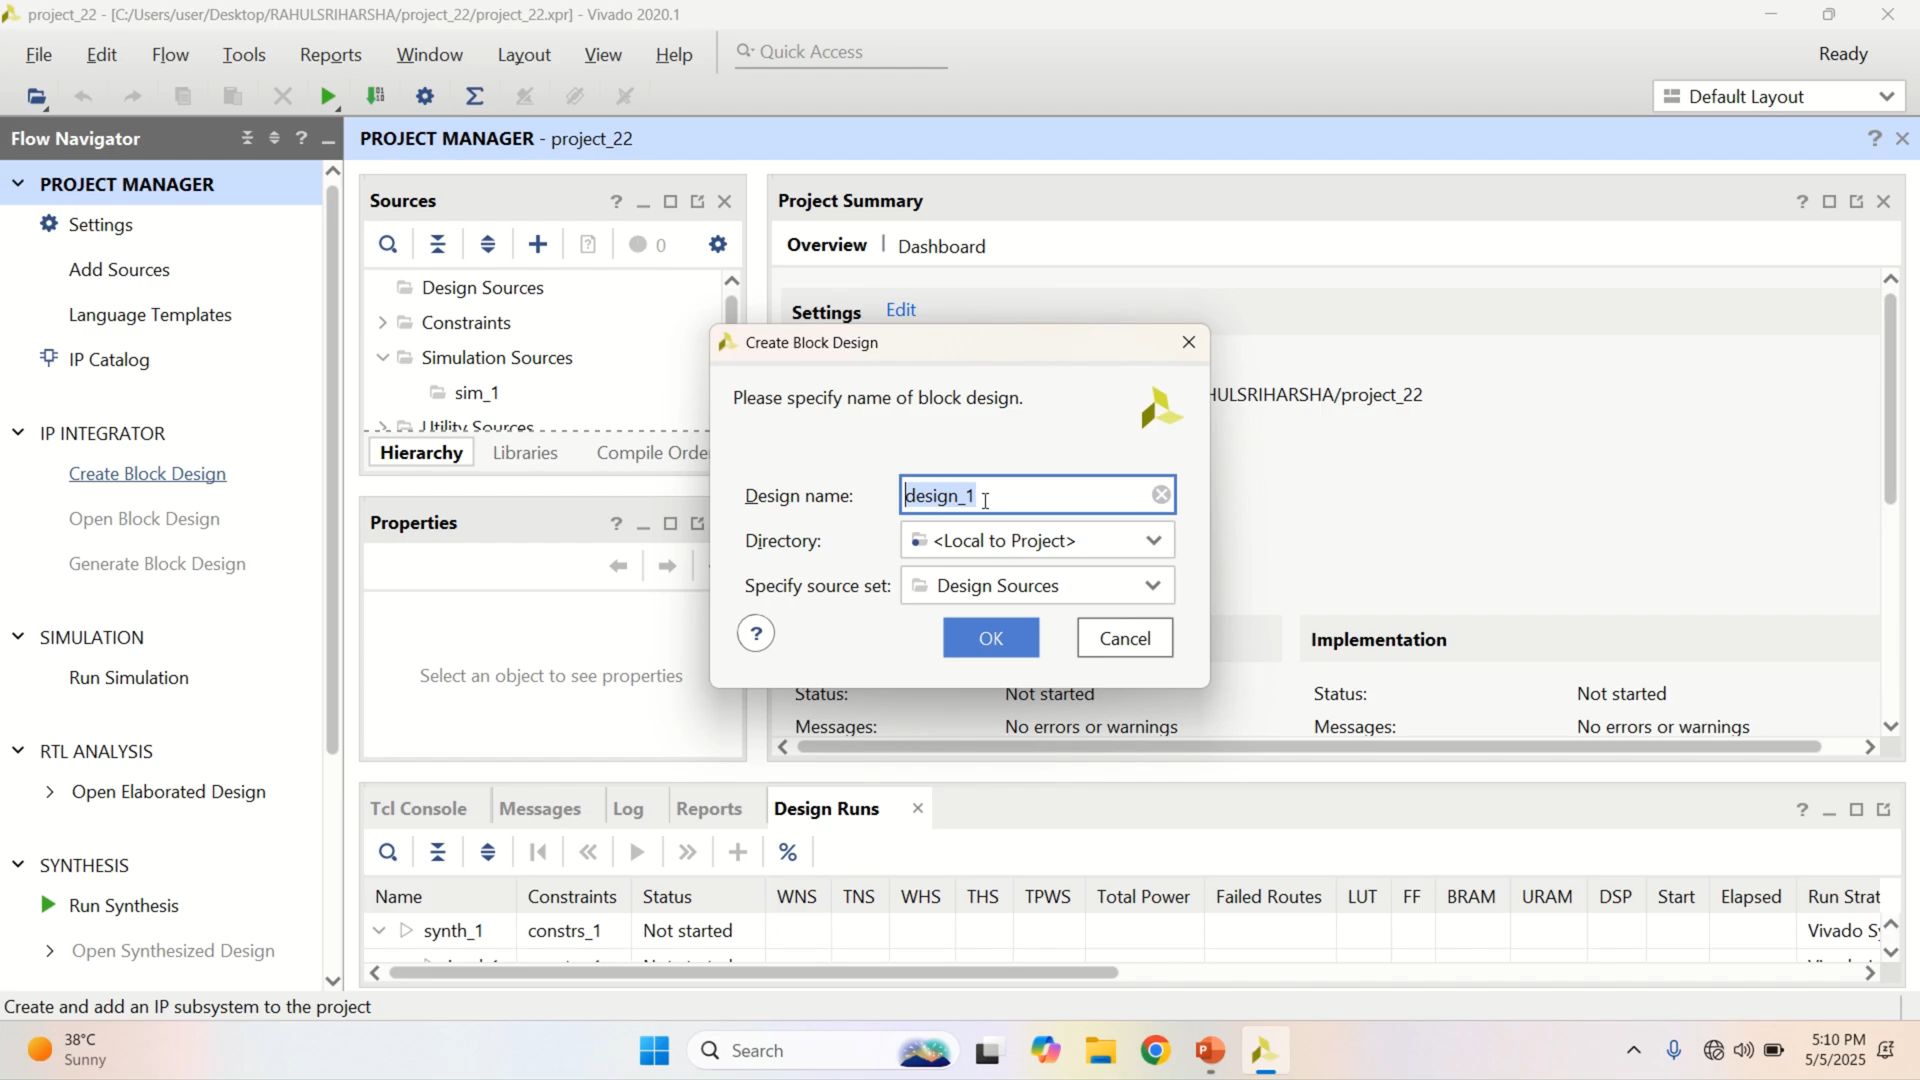 project_22 - [C:/Users/user/Desktop/RAHULSRIHARSHA/project_22/project_22.xpr] - Vivado 2020.1
File Edit Flow Tools Reports Window Layout View Help Quick Access Ready
Default Layout
Flow Navigator
PROJECT MANAGER
Settings
Add Sources
Language Templates
IP Catalog
IP INTEGRATOR
Create Block Design
Open Block Design
Generate Block Design
SIMULATION
Run Simulation
RTL ANALYSIS
Open Elaborated Design
SYNTHESIS
Run Synthesis
Open Synthesized Design
PROJECT MANAGER - project_22
Sources
0
Design Sources
Constraints
Simulation Sources
sim_1
Utility Sources
Hierarchy Libraries Compile Order
Properties
Select an object to see properties
Project Summary
Overview Dashboard
Settings Edit
HULSRIHARSHA/project_22
Implementation
Status: Not started Status: Not started
Messages: No errors or warnings Messages: No errors or warnings
Create Block Design
Please specify name of block design.
Design name: design_1
Directory: <Local to Project>
Specify source set: Design Sources
? OK Cancel
Tcl Console Messages Log Reports Design Runs
Name Constraints Status WNS TNS WHS THS TPWS Total Power Failed Routes LUT FF BRAM URAM DSP Start Elapsed Run Strat
synth_1 constrs_1 Not started Vivado Sy
Create and add an IP subsystem to the project
38°C
Sunny
Search
5:10 PM
5/5/2025